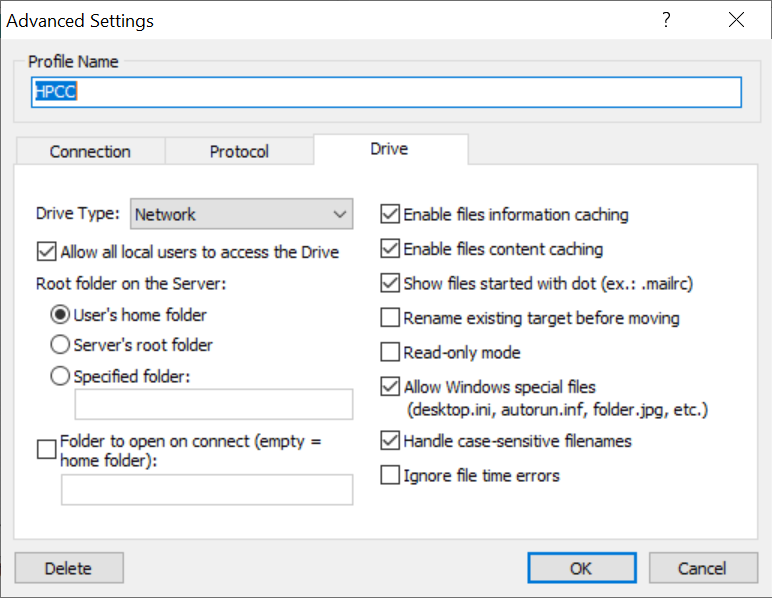 Advanced Settings
?
Profile Name
HPCC
Connection
Protocol
Drive
Drive Type:
Network
Allow all local users to access the Drive
Root folder on the Server:
User's home folder
Server's root folder
Specified folder:
Folder to open on connect (empty =
home folder):
Enable files information caching
Enable files content caching
Show files started with dot (ex.: .mailrc)
Rename existing target before moving
Read-only mode
Allow Windows special files
(desktop.ini, autorun.inf, folder.jpg, etc.)
Handle case-sensitive filenames
Ignore file time errors
Delete
OK
Cancel